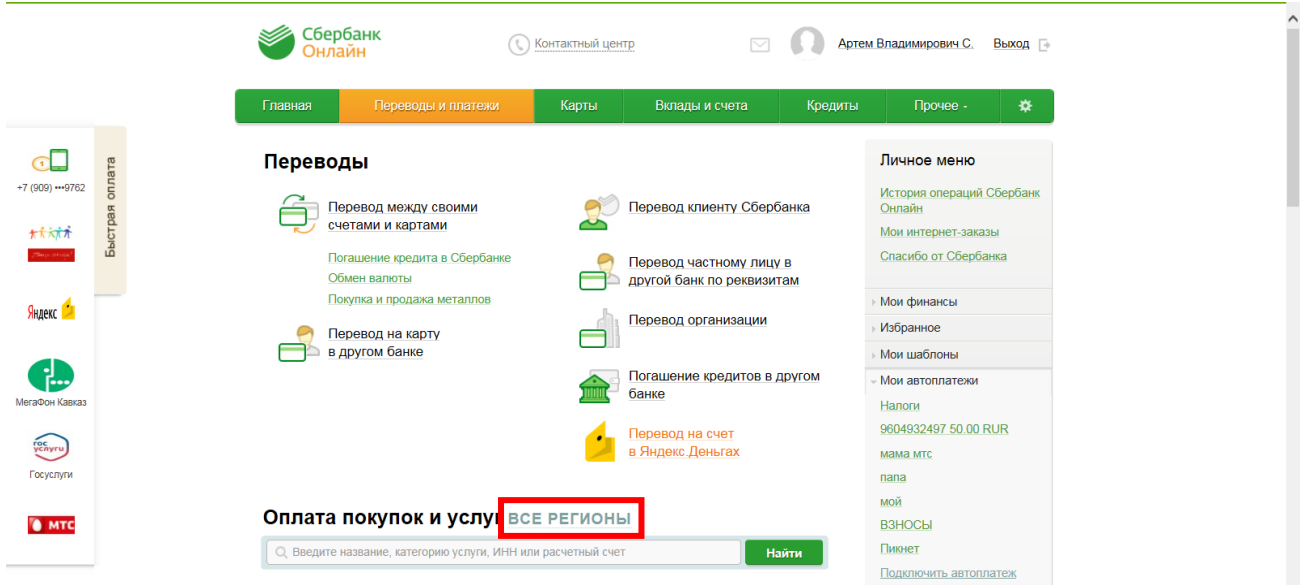 Сбербанк
Онлайн
Контактный центр
Артем Владимирович С.
Выход
Главная
Переводы и платежи
Карты
Вклады и счета
Кредиты
Прочее -
Быстрая оплата
+7 (909) •••9762
Яндекс
МегаФон Кавказ
гос
услуги
Госуслуги
МТС
Переводы
Перевод между своими
счетами и картами
Погашение кредита в Сбербанке
Обмен валюты
Покупка и продажа металлов
Перевод на карту
в другом банке
Перевод клиенту Сбербанка
Перевод частному лицу в
другой банк по реквизитам
Перевод организации
Погашение кредитов в другом
банке
Перевод на счет
в Яндекс.Деньгах
Оплата покупок и услуг
ВСЕ РЕГИОНЫ
Введите название, категорию услуги, ИНН или расчетный счет
Найти
Личное меню
История операций Сбербанк
Онлайн
Мои интернет-заказы
Спасибо от Сбербанка
Мои финансы
Избранное
Мои шаблоны
Мои автоплатежи
Налоги
9604932497 50.00 RUR
мама мтс
папа
мой
ВЗНОСЫ
Пикнет
Подключить автоплатеж